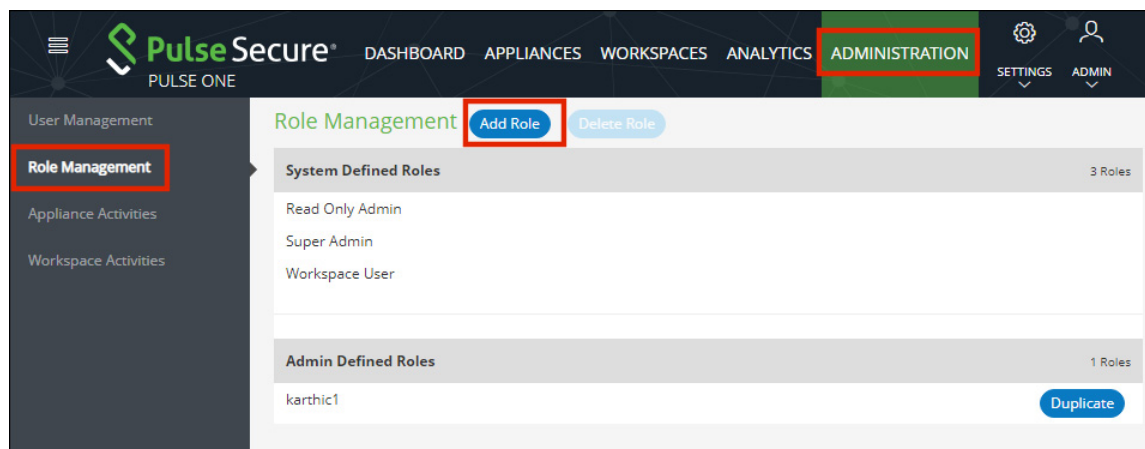 Pulse Secure®
PULSE ONE
DASHBOARD APPLIANCES WORKSPACES ANALYTICS ADMINISTRATION
SETTINGS ADMIN
User Management
Role Management
Appliance Activities
Workspace Activities
Role Management Add Role Delete Role
System Defined Roles 3 Roles
Read Only Admin
Super Admin
Workspace User
Admin Defined Roles 1 Roles
karthic1 Duplicate